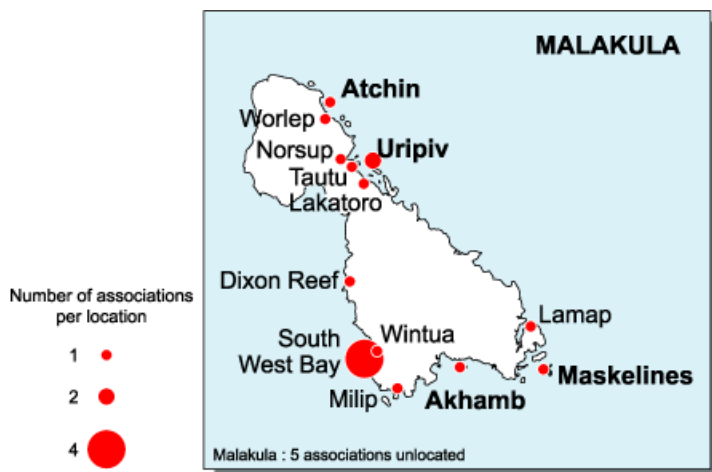 MALAKULA
Atchin
Worlep
Norsup
Uripiv
Tautu
Lakatoro
Dixon Reef
Number of associations
per location
1
2
4
Lamap
South
West Bay
Wintua
Maskelines
Milip
Akhamb
Malakula : 5 associations unlocated